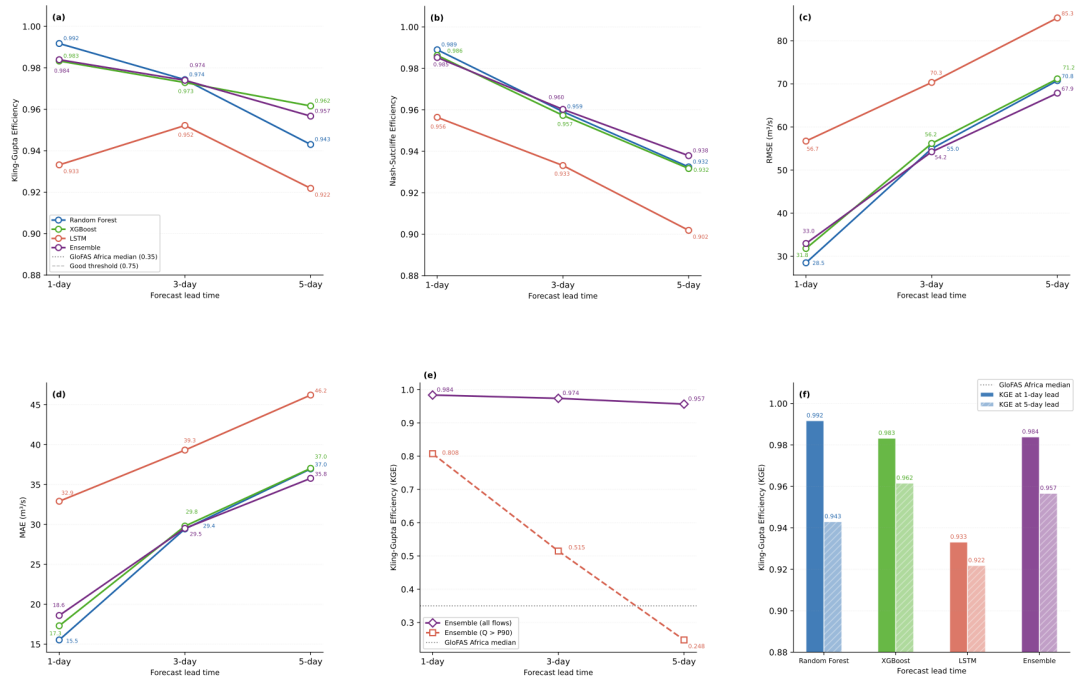 (a)
1.00
0.98
0.96
0.94
0.92
0.90
0.88
Kling-Gupta Efficiency
0.992
0.983
0.984
0.974
0.974
0.973
0.962
0.957
0.943
0.933
0.952
0.922
Random Forest
XGBoost
LSTM
Ensemble
GloFAS Africa median (0.35)
Good threshold (0.75)
1-day
3-day
5-day
Forecast lead time
(b)
1.00
0.98
0.96
0.94
0.92
0.90
0.88
Nash-Sutcliffe Efficiency
0.989
0.986
0.985
0.960
0.959
0.957
0.938
0.932
0.932
0.956
0.933
0.902
1-day
3-day
5-day
Forecast lead time
(c)
80
70
60
50
40
30
RMSE (m³/s)
85.3
70.3
56.7
71.2
70.8
67.9
56.2
55.0
54.2
33.0
31.8
28.5
1-day
3-day
5-day
Forecast lead time
(d)
45
40
35
30
25
20
15
MAE (m³/s)
46.2
39.3
32.9
37.0
37.0
35.8
29.8
29.4
29.5
18.6
17.3
15.5
1-day
3-day
5-day
Forecast lead time
(e)
1.0
0.9
0.8
0.7
0.6
0.5
0.4
0.3
Kling-Gupta Efficiency (KGE)
0.984
0.974
0.957
0.808
0.515
0.248
Ensemble (all flows)
Ensemble (Q > P90)
GloFAS Africa median
1-day
3-day
5-day
Forecast lead time
(f)
GloFAS Africa median
KGE at 1-day lead
KGE at 5-day lead
1.00
0.98
0.96
0.94
0.92
0.90
0.88
Kling-Gupta Efficiency (KGE)
0.992
0.943
0.983
0.962
0.933
0.922
0.984
0.957
Random Forest
XGBoost
LSTM
Ensemble
Forecast lead time